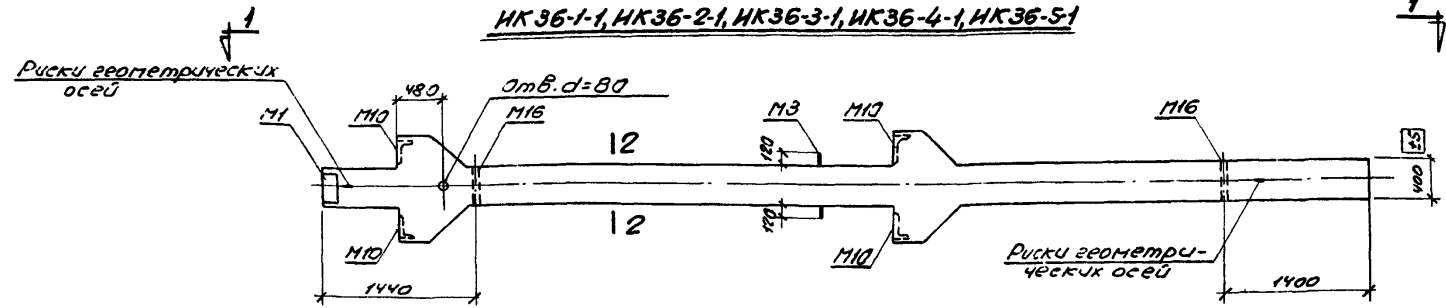 1
ИК36-1-1, ИК36-2-1, ИК36-3-1, ИК36-4-1, ИК36-5-1
1
Риски геометрических
осей
480
отв. d=80
М1
М10
М16
12
М3
120
М10
М16
±5
400
12
120
М10
М10
Риски геометри-
ческих осей
1440
1400